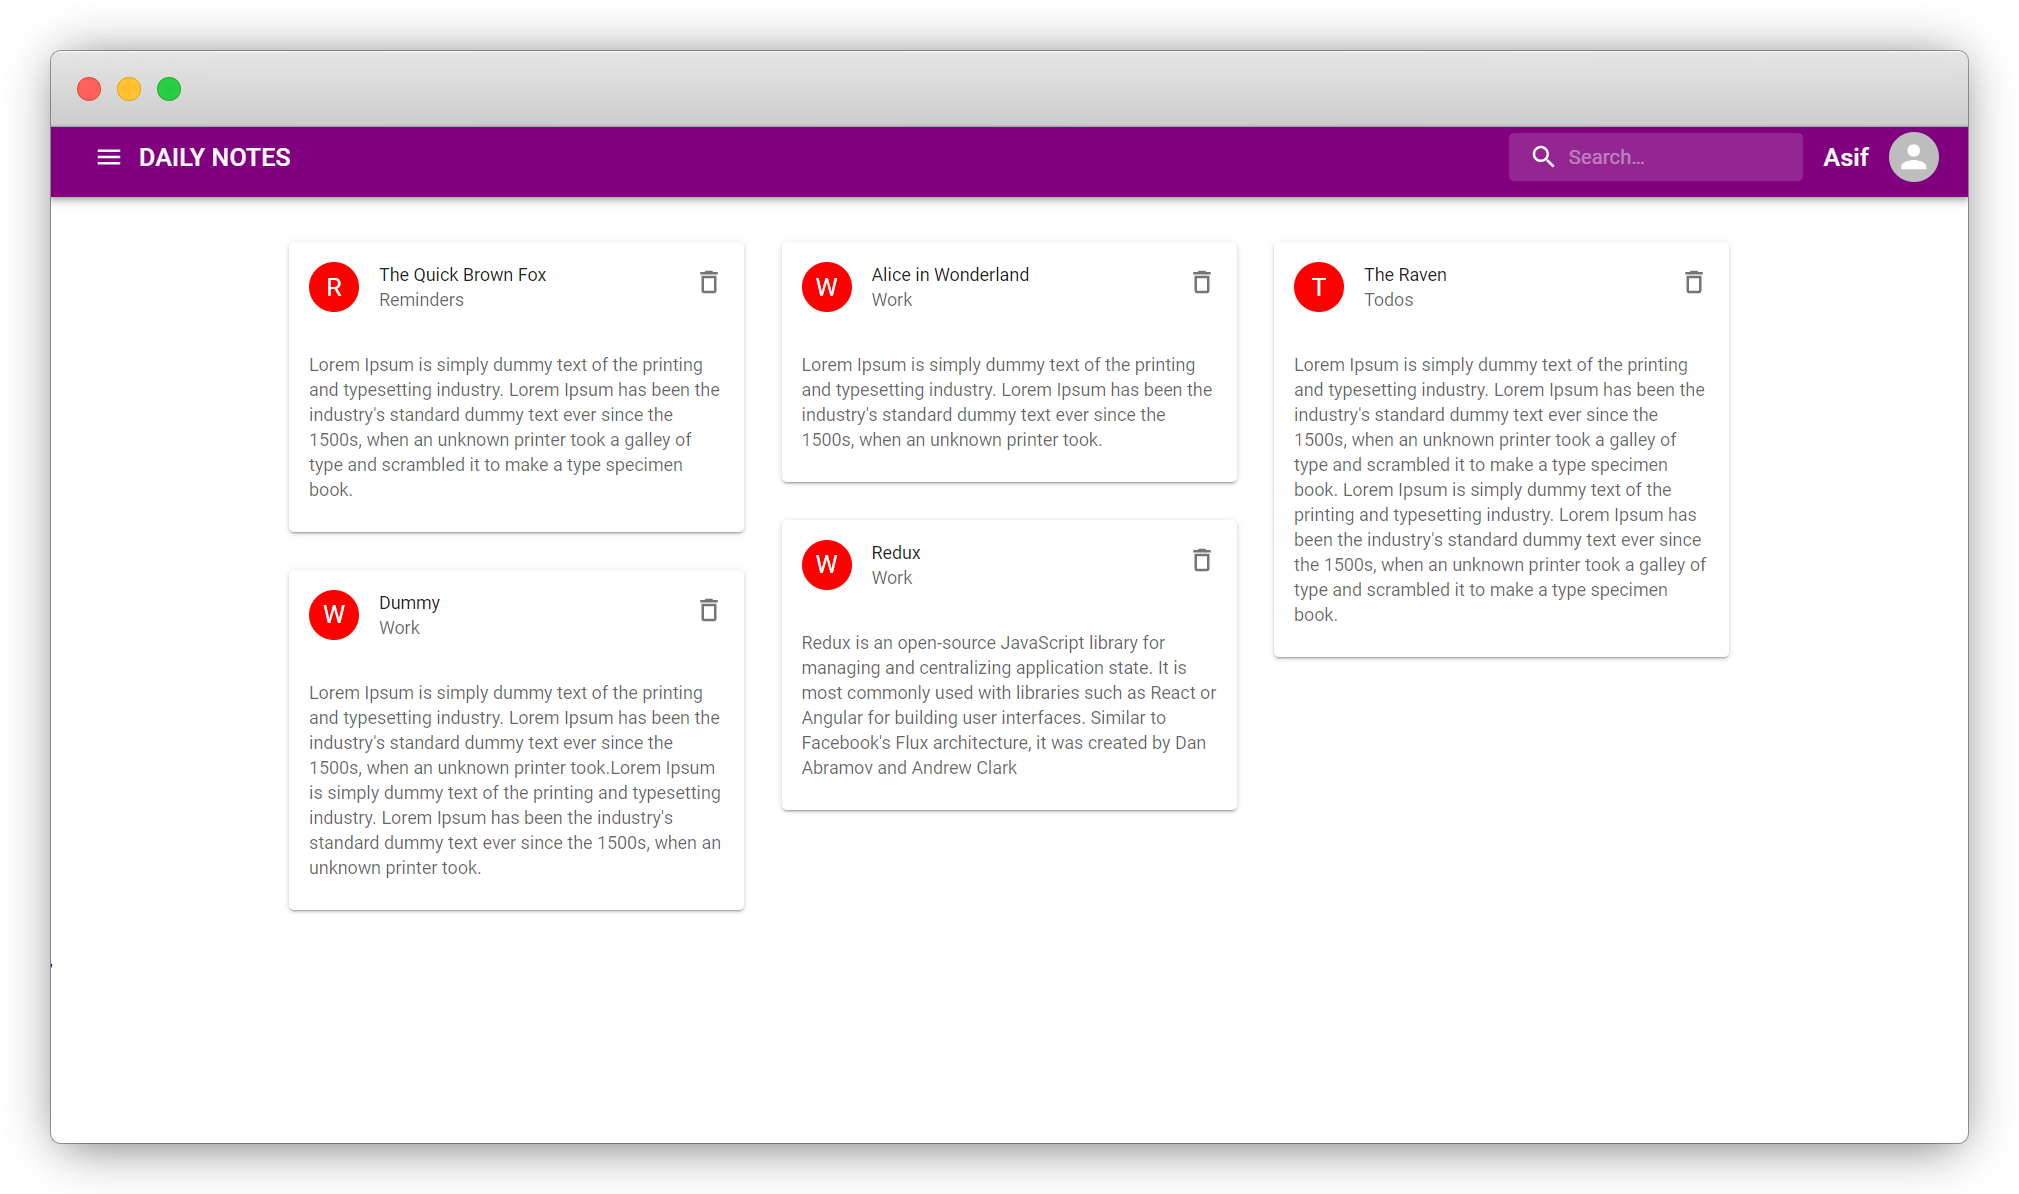 DAILY NOTES
Search...
Asif
R
The Quick Brown Fox
Reminders
Lorem Ipsum is simply dummy text of the printing
and typesetting industry. Lorem Ipsum has been the
industry's standard dummy text ever since the
1500s, when an unknown printer took a galley of
type and scrambled it to make a type specimen
book.
W
Dummy
Work
Lorem Ipsum is simply dummy text of the printing
and typesetting industry. Lorem Ipsum has been the
industry's standard dummy text ever since the
1500s, when an unknown printer took.Lorem Ipsum
is simply dummy text of the printing and typesetting
industry. Lorem Ipsum has been the industry's
standard dummy text ever since the 1500s, when an
unknown printer took.
W
Alice in Wonderland
Work
Lorem Ipsum is simply dummy text of the printing
and typesetting industry. Lorem Ipsum has been the
industry's standard dummy text ever since the
1500s, when an unknown printer took.
W
Redux
Work
Redux is an open-source JavaScript library for
managing and centralizing application state. It is
most commonly used with libraries such as React or
Angular for building user interfaces. Similar to
Facebook's Flux architecture, it was created by Dan
Abramov and Andrew Clark
T
The Raven
Todos
Lorem Ipsum is simply dummy text of the printing
and typesetting industry. Lorem Ipsum has been the
industry's standard dummy text ever since the
1500s, when an unknown printer took a galley of
type and scrambled it to make a type specimen
book. Lorem Ipsum is simply dummy text of the
printing and typesetting industry. Lorem Ipsum has
been the industry's standard dummy text ever since
the 1500s, when an unknown printer took a galley of
type and scrambled it to make a type specimen
book.